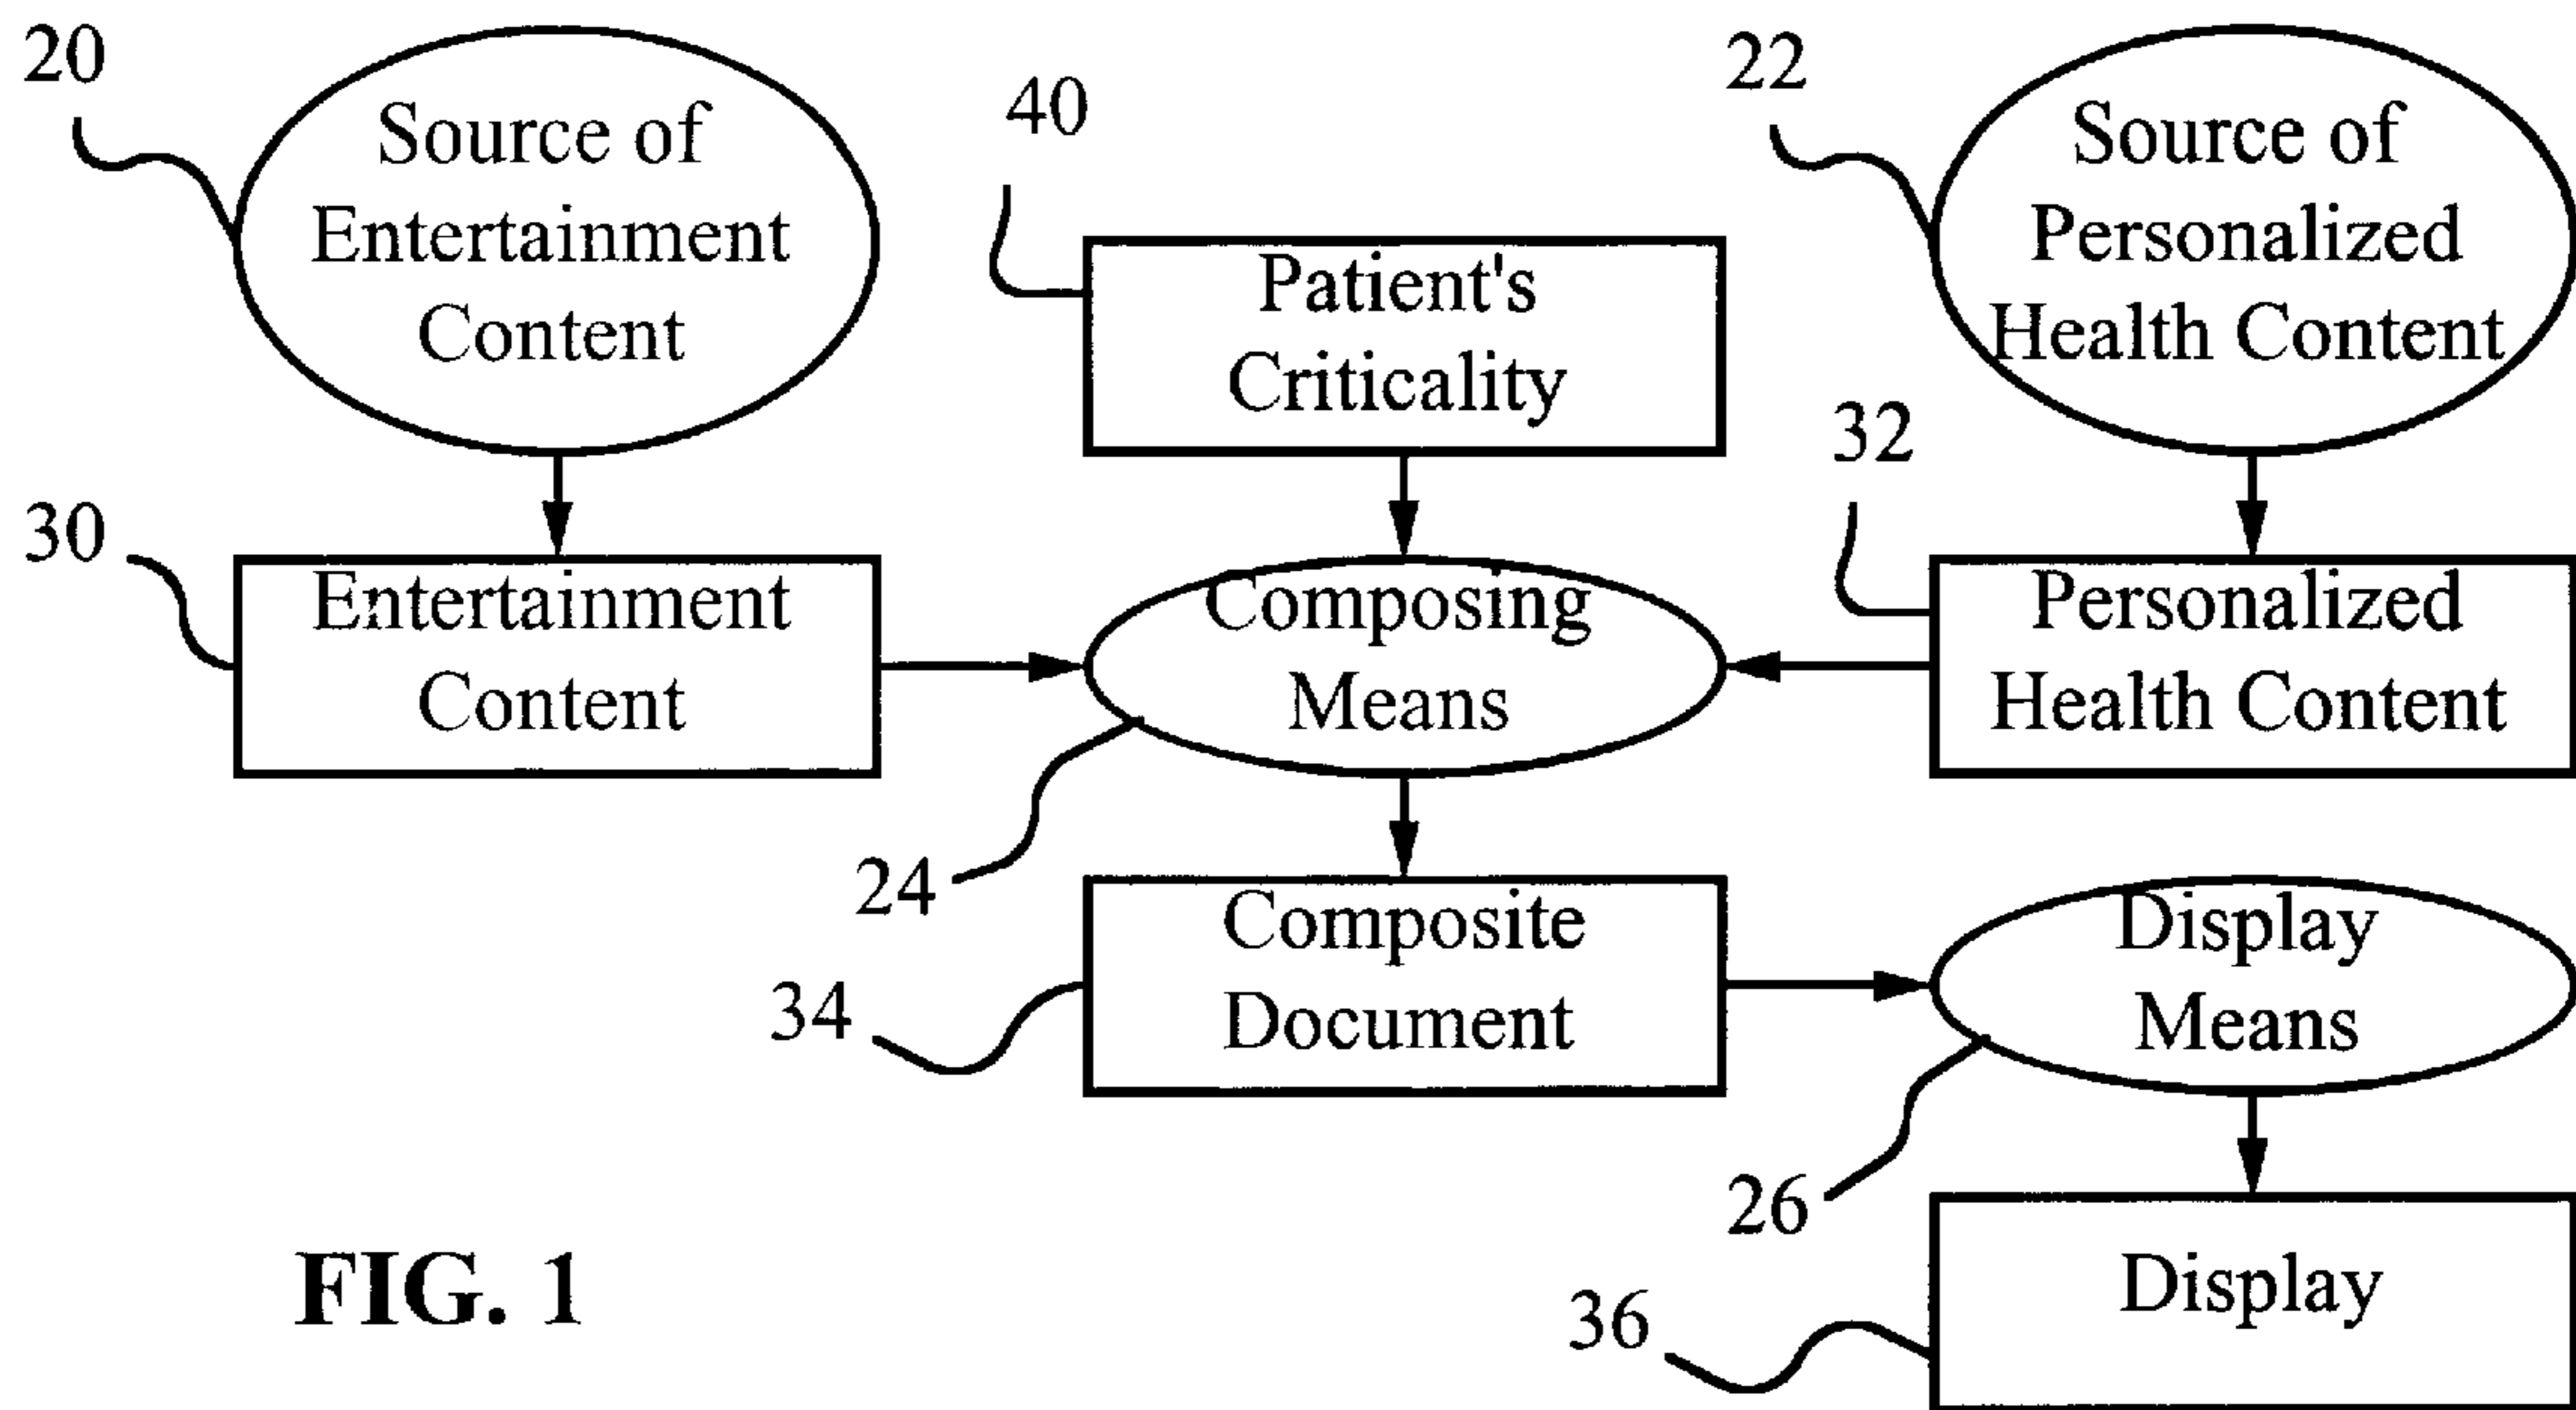 20
Source of
Entertainment
Content
40
Patient's
Criticality
22
Source of
Personalized
Health Content
30
Entertainment
Content
Composing
Means
24
32
Personalized
Health Content
34
Composite
Document
Display
Means
26
36
Display
FIG. 1